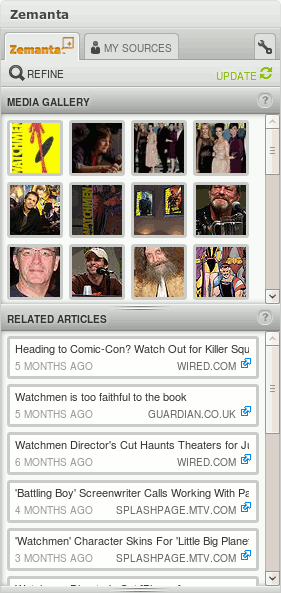 Zemanta
Zemanta
MY SOURCES
REFINE
UPDATE
MEDIA GALLERY
?
WATCHMEN
WATCHMEN
RELATED ARTICLES
?
Heading to Comic-Con? Watch Out for Killer Squ
5 MONTHS AGO WIRED.COM
Watchmen is too faithful to the book
5 MONTHS AGO GUARDIAN.CO.UK
Watchmen Director's Cut Haunts Theaters for Ju
6 MONTHS AGO WIRED.COM
'Battling Boy' Screenwriter Calls Working With Pa
4 MONTHS AGO SPLASHPAGE.MTV.COM
'Watchmen' Character Skins For 'Little Big Planet
3 MONTHS AGO SPLASHPAGE.MTV.COM